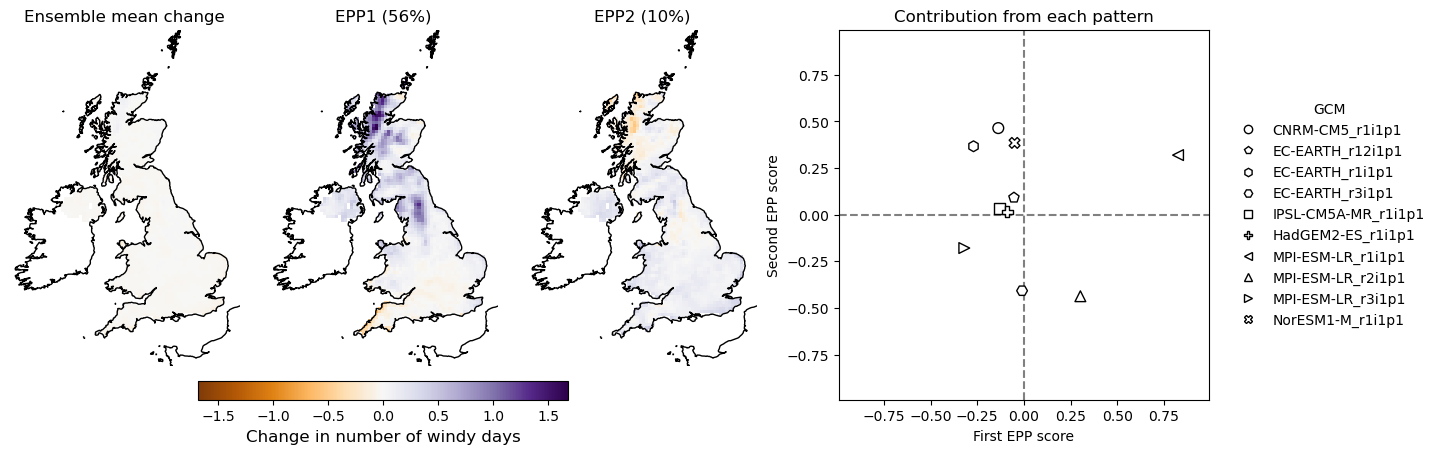 Ensemble mean change
EPP1 (56%)
EPP2 (10%)
−1.5 −1.0 −0.5 0.0 0.5 1.0 1.5
Change in number of windy days
Contribution from each pattern
Second EPP score
0.75
0.50
0.25
0.00
−0.25
−0.50
−0.75
−0.75 −0.50 −0.25 0.00 0.25 0.50 0.75
First EPP score
GCM
CNRM-CM5_r1i1p1
EC-EARTH_r12i1p1
EC-EARTH_r1i1p1
EC-EARTH_r3i1p1
IPSL-CM5A-MR_r1i1p1
HadGEM2-ES_r1i1p1
MPI-ESM-LR_r1i1p1
MPI-ESM-LR_r2i1p1
MPI-ESM-LR_r3i1p1
NorESM1-M_r1i1p1